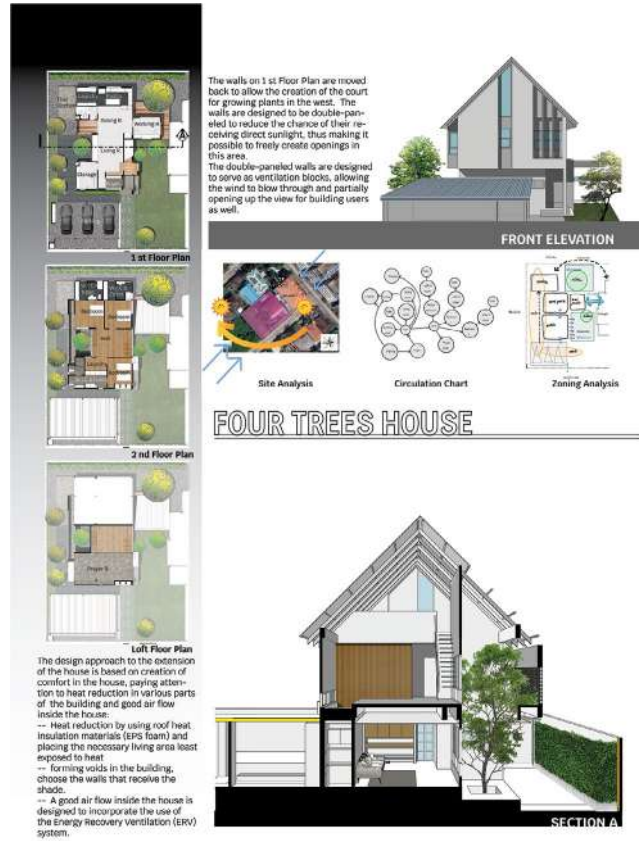 The walls on 1 st Floor Plan are moved
back to allow the creation of the court
for growing plants in the west.  The
walls are designed to be double-pan-
eled to reduce the chance of their re-
ceiving direct sunlight, thus making it
possible to freely create openings in
this area.
The double-paneled walls are designed
to serve as ventilation blocks, allowing
the wind to blow through and partially
opening up the view for building users
as well.
FRONT ELEVATION
Dining R.
Working R.
Living R.
Storage
1 st Floor Plan
Site Analysis
Circulation Chart
Zoning Analysis
FOUR TREES HOUSE
Hall
2 nd Floor Plan
Prayer R.
Loft Floor Plan
The design approach to the extension
of the house is based on creation of
comfort in the house, paying atten-
tion to heat reduction in various parts
of the building and good air flow
inside the house:
-- Heat reduction by using roof heat
insulation materials (EPS foam) and
placing the necessary living area least
exposed to heat
-- forming voids in the building,
choose the walls that receive the
shade.
-- A good air flow inside the house is
designed to incorporate the use of
the Energy Recovery Ventilation (ERV)
system.
SECTION A